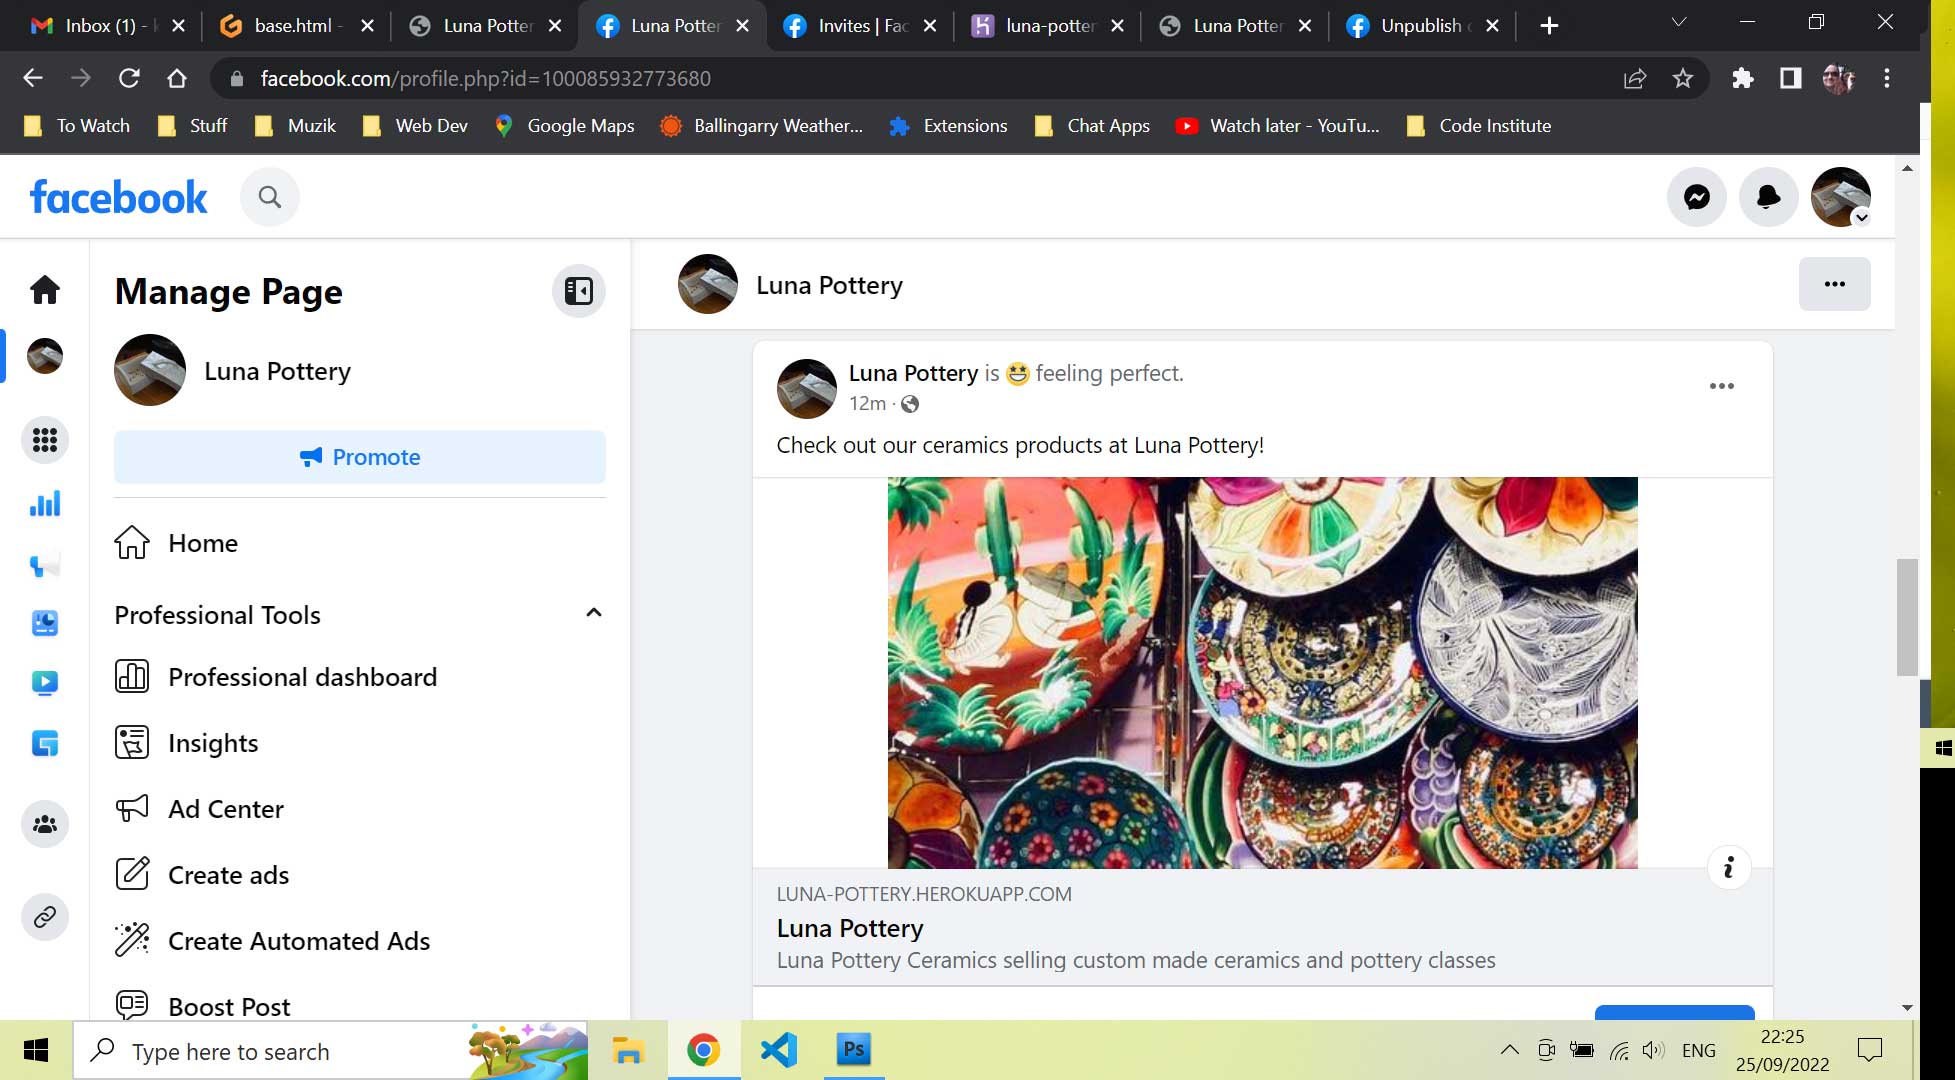 Inbox (1) -
base.html -
Luna Potter
Luna Potter
Invites | Fac
luna-potter
Luna Potter
Unpublish
facebook.com/profile.php?id=100085932773680
To Watch
Stuff
Muzik
Web Dev
Google Maps
Ballingarry Weather...
Extensions
Chat Apps
Watch later - YouTu...
Code Institute
facebook
Manage Page
Luna Pottery
Promote
Home
Professional Tools
Professional dashboard
Insights
Ad Center
Create ads
Create Automated Ads
Boost Post
Luna Pottery
Luna Pottery is feeling perfect.
12m ·
Check out our ceramics products at Luna Pottery!
LUNA-POTTERY.HEROKUAPP.COM
Luna Pottery
Luna Pottery Ceramics selling custom made ceramics and pottery classes
Type here to search
Ps
ENG
22:25
25/09/2022